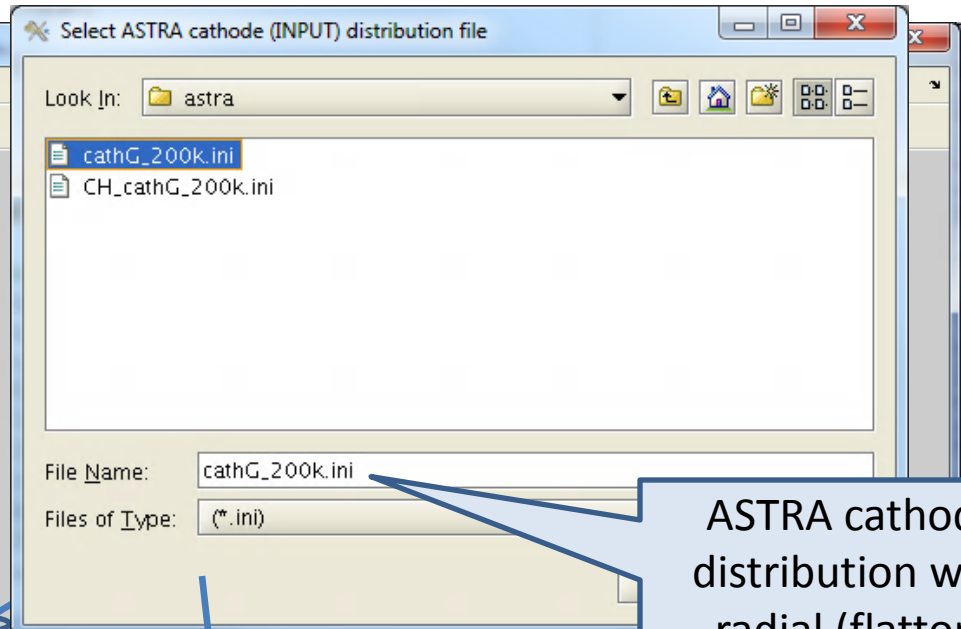 Select ASTRA cathode (INPUT) distribution file
Look In: astra
cathG_200k.ini
CH_cathG_200k.ini
File Name: cathG_200k.ini
Files of Type: (*.ini)
ASTRA
distribution
radial